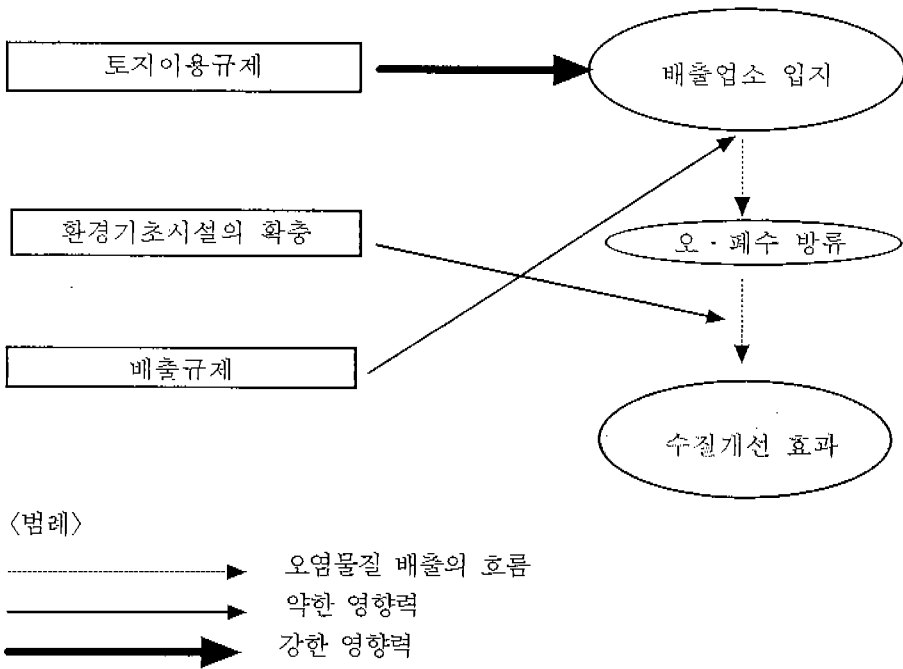 토지이용규제
배출업소 입지
환경기초시설의 확충
오·폐수 방류
배출규제
수질개선 효과
〈범례〉
오염물질 배출의 흐름
약한 영향력
강한 영향력